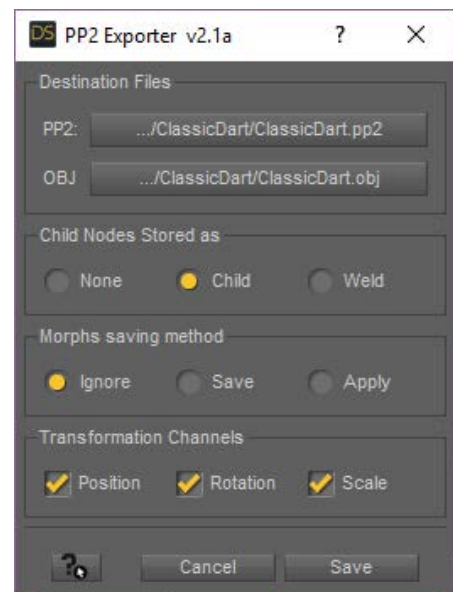 DS PP2 Exporter v2.1a ?
Destination Files
PP2: .../ClassicDart/ClassicDart.pp2
OBJ .../ClassicDart/ClassicDart.obj
Child Nodes Stored as
None Child Weld
Morphs saving method
Ignore Save Apply
Transformation Channels
Position Rotation Scale
? Cancel Save